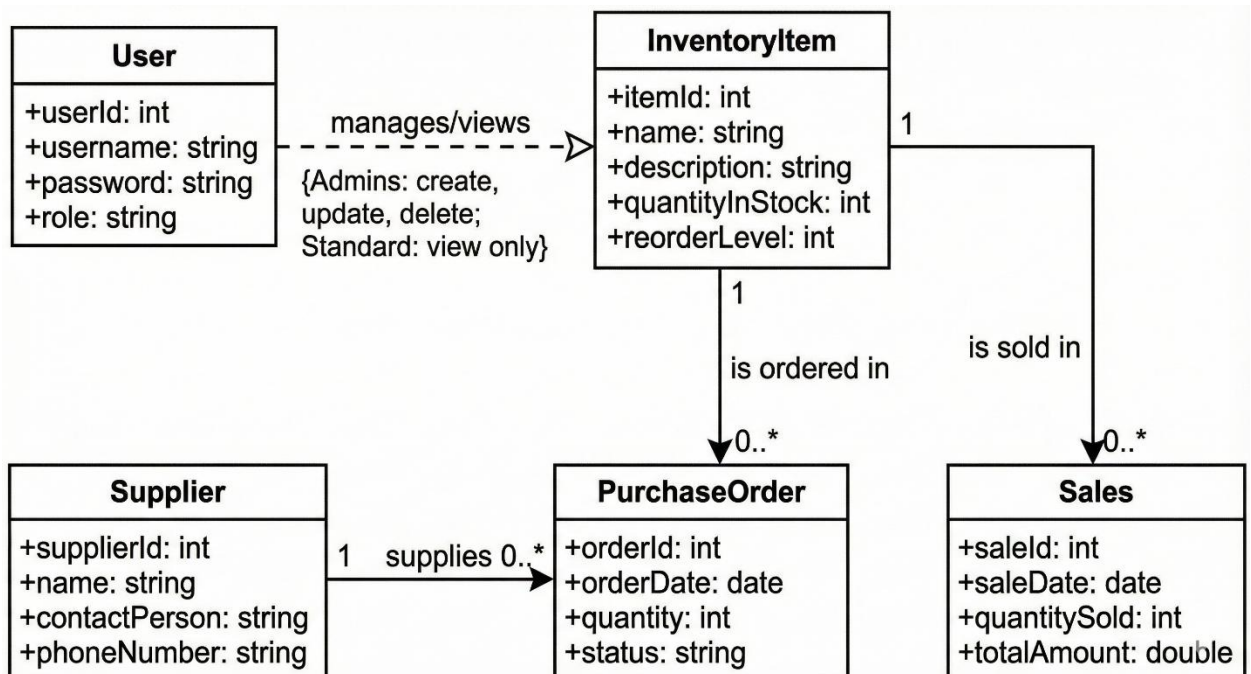 User
+userId: int
+username: string
+password: string
+role: string
manages/views
{Admins: create,
update, delete;
Standard: view only}
InventoryItem
+itemId: int
+name: string
+description: string
+quantityInStock: int
+reorderLevel: int
1
is ordered in
0..*
1
is sold in
0..*
Supplier
+supplierId: int
+name: string
+contactPerson: string
+phoneNumber: string
1 supplies 0..*
PurchaseOrder
+orderId: int
+orderDate: date
+quantity: int
+status: string
Sales
+saleId: int
+saleDate: date
+quantitySold: int
+totalAmount: double